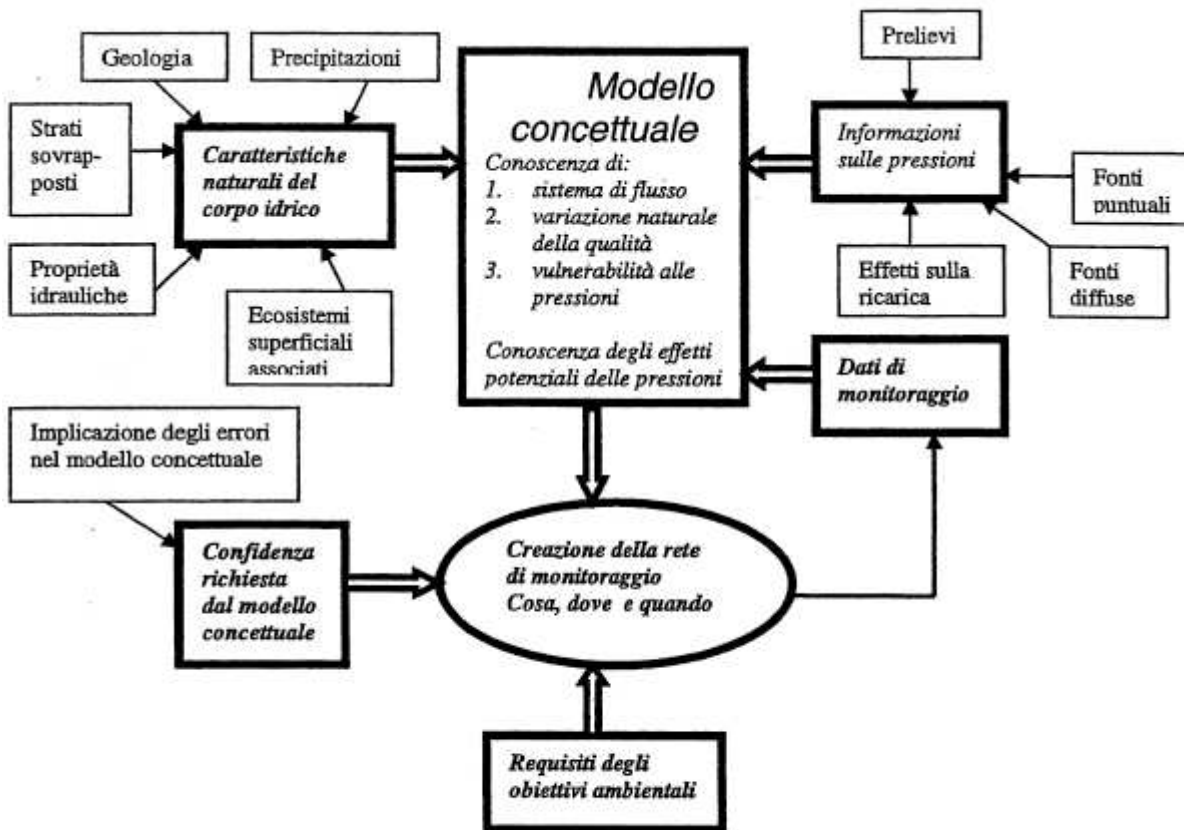 Geologia
Precipitazioni
Strati
sovrap-
posti
Caratteristiche
naturali del
corpo idrico
Proprietà
idrauliche
Ecosistemi
superficiali
associati
Modello
concettuale
Conoscenza di:
1. sistema di flusso
2. variazione naturale
della qualità
3. vulnerabilità alle
pressioni
Conoscenza degli effetti
potenziali delle pressioni
Prelievi
Informazioni
sulle pressioni
Fonti
puntuali
Effetti sulla
ricarica
Fonti
diffuse
Dati di
monitoraggio
Implicazione degli errori
nel modello concettuale
Confidenza
richiesta
dal modello
concettuale
Creazione della rete
di monitoraggio
Cosa, dove e quando
Requisiti degli
obiettivi ambientali